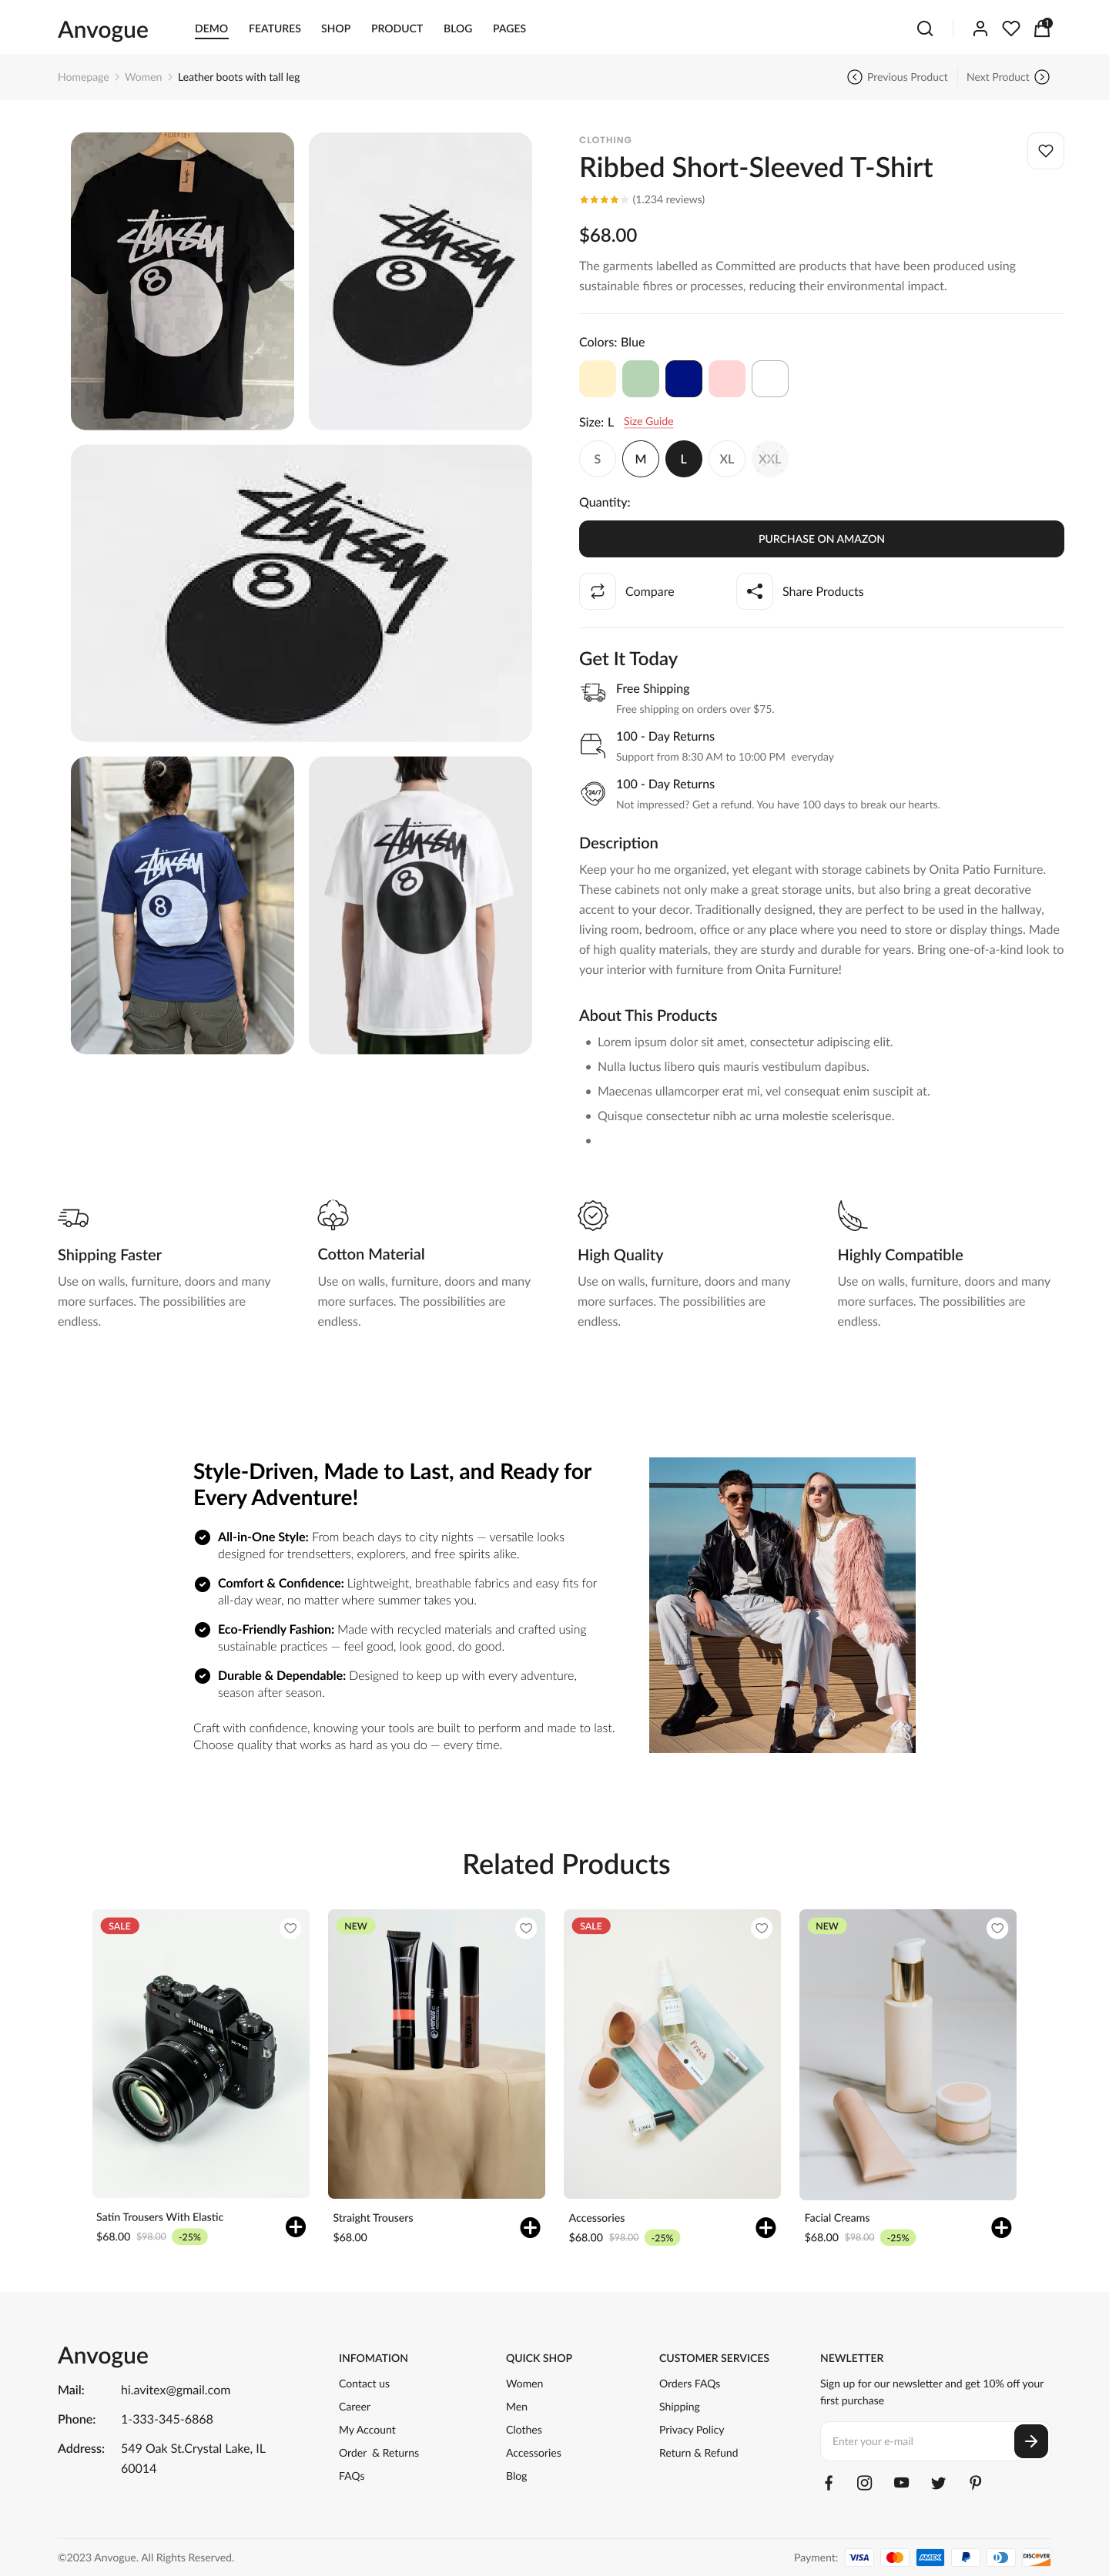 Anvogue
DEMO FEATURES SHOP PRODUCT BLOG PAGES
1
Homepage > Women > Leather boots with tall leg
Previous Product Next Product
STÜSSY
8
STÜSSY
8
STÜSSY
8
STÜSSY
8
STÜSSY
8
CLOTHING
Ribbed Short-Sleeved T-Shirt
(1.234 reviews)
$68.00
The garments labelled as Committed are products that have been produced using
sustainable fibres or processes, reducing their environmental impact.
Colors: Blue
Size: L Size Guide
S M L XL XXL
Quantity:
PURCHASE ON AMAZON
Compare Share Products
Get It Today
Free Shipping
Free shipping on orders over $75.
100 - Day Returns
Support from 8:30 AM to 10:00 PM everyday
24/7
100 - Day Returns
Not impressed? Get a refund. You have 100 days to break our hearts.
Description
Keep your ho me organized, yet elegant with storage cabinets by Onita Patio Furniture.
These cabinets not only make a great storage units, but also bring a great decorative
accent to your decor. Traditionally designed, they are perfect to be used in the hallway,
living room, bedroom, office or any place where you need to store or display things. Made
of high quality materials, they are sturdy and durable for years. Bring one-of-a-kind look to
your interior with furniture from Onita Furniture!
About This Products
• Lorem ipsum dolor sit amet, consectetur adipiscing elit.
• Nulla luctus libero quis mauris vestibulum dapibus.
• Maecenas ullamcorper erat mi, vel consequat enim suscipit at.
• Quisque consectetur nibh ac urna molestie scelerisque.
•
Shipping Faster
Use on walls, furniture, doors and many
more surfaces. The possibilities are
endless.
Cotton Material
Use on walls, furniture, doors and many
more surfaces. The possibilities are
endless.
High Quality
Use on walls, furniture, doors and many
more surfaces. The possibilities are
endless.
Highly Compatible
Use on walls, furniture, doors and many
more surfaces. The possibilities are
endless.
Style-Driven, Made to Last, and Ready for
Every Adventure!
All-in-One Style: From beach days to city nights — versatile looks
designed for trendsetters, explorers, and free spirits alike.
Comfort & Confidence: Lightweight, breathable fabrics and easy fits for
all-day wear, no matter where summer takes you.
Eco-Friendly Fashion: Made with recycled materials and crafted using
sustainable practices — feel good, look good, do good.
Durable & Dependable: Designed to keep up with every adventure,
season after season.
Craft with confidence, knowing your tools are built to perform and made to last.
Choose quality that works as hard as you do — every time.
Related Products
SALE
FUJIFILM
X-T10
Satin Trousers With Elastic
$68.00 $98.00 -25%
NEW
VENUS
Straight Trousers
$68.00
SALE
Freck
Accessories
$68.00 $98.00 -25%
NEW
Facial Creams
$68.00 $98.00 -25%
Anvogue
Mail: hi.avitex@gmail.com
Phone: 1-333-345-6868
Address: 549 Oak St.Crystal Lake, IL
60014
INFOMATION
Contact us
Career
My Account
Order & Returns
FAQs
QUICK SHOP
Women
Men
Clothes
Accessories
Blog
CUSTOMER SERVICES
Orders FAQs
Shipping
Privacy Policy
Return & Refund
NEWLETTER
Sign up for our newsletter and get 10% off your
first purchase
Enter your e-mail
©2023 Anvogue. All Rights Reserved.
Payment: VISA AMEX DISCOVER